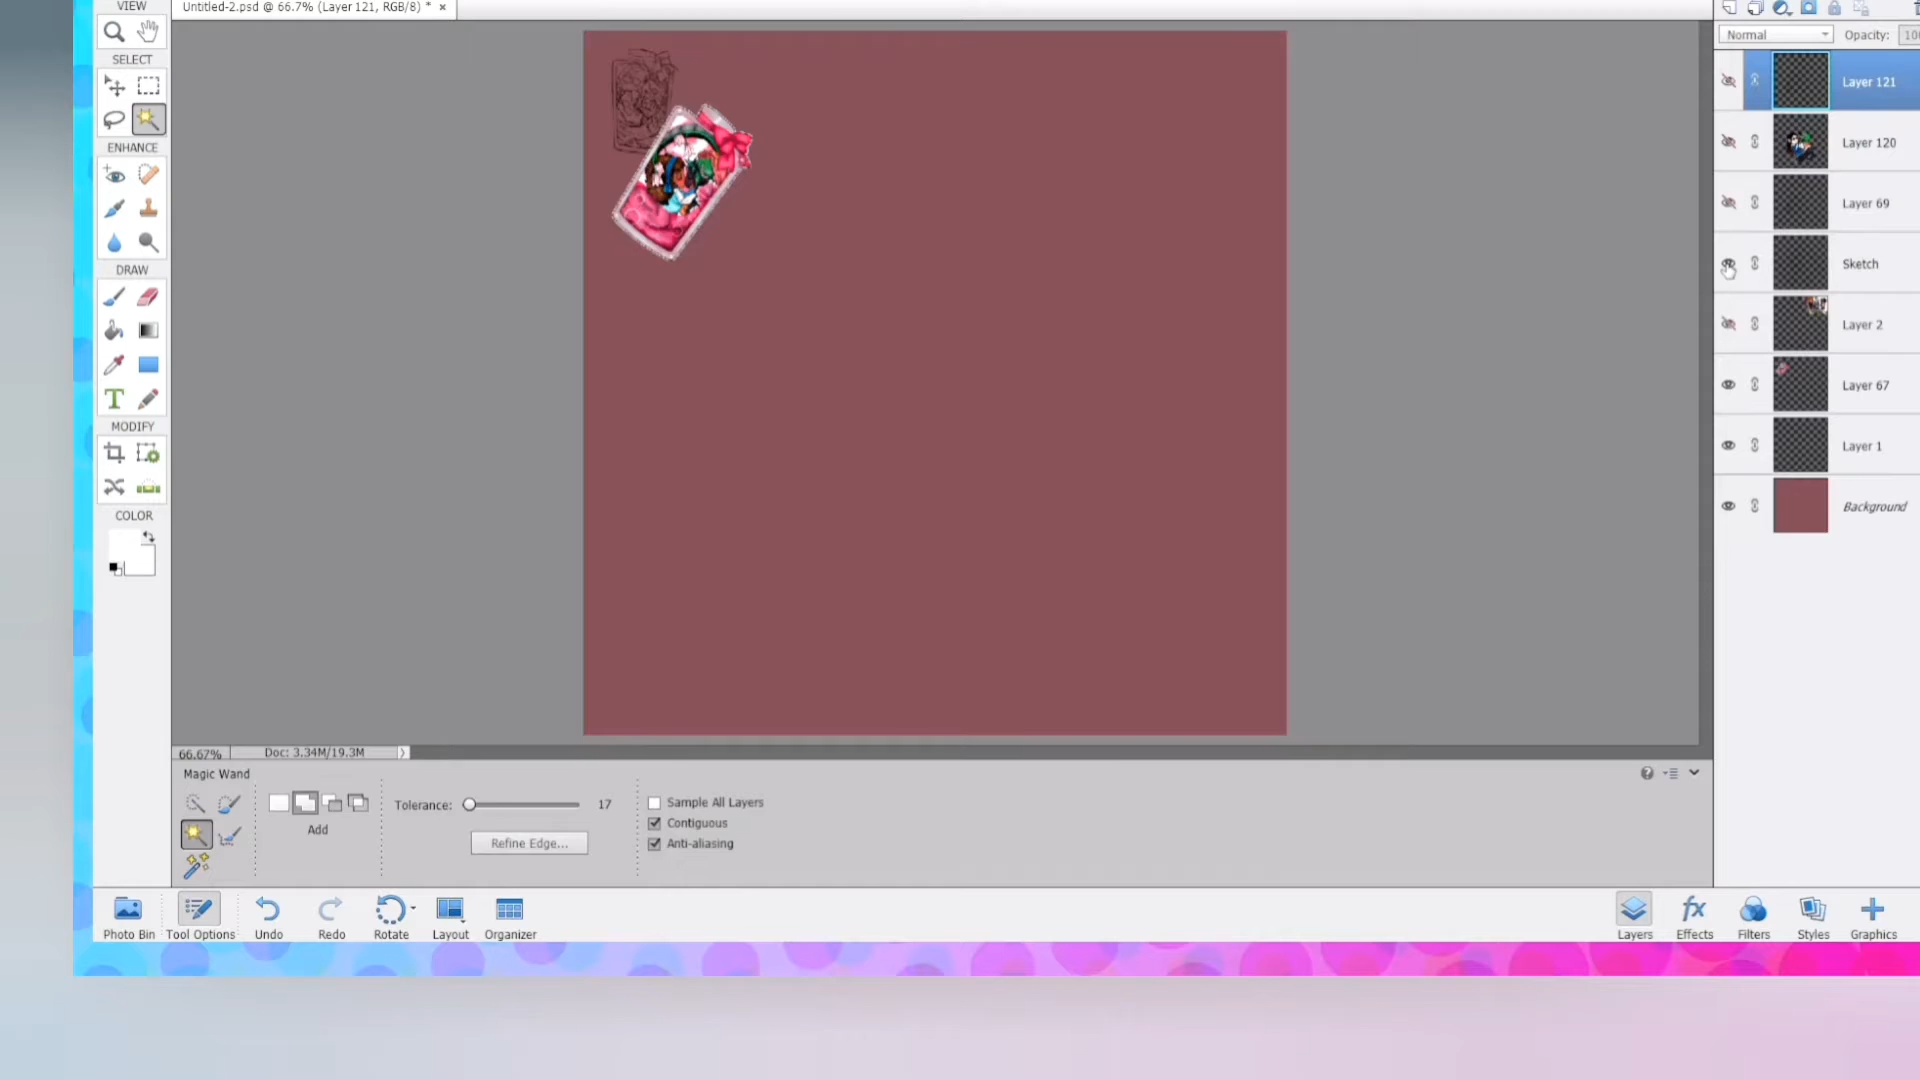 VIEW
Untitled-2.psd @ 66.7% (Layer 121, RGB/8) * ×
Normal Opacity: 100
SELECT
Layer 121
Layer 120
ENHANCE
Layer 69
Sketch
DRAW
Layer 2
Layer 67
T
MODIFY
Layer 1
COLOR
Background
66.67% Doc: 3.34M/19.3M
Magic Wand
Tolerance: 17
Sample All Layers
Add
Contiguous
Refine Edge...
Anti-aliasing
fx
Photo Bin Tool Options Undo Redo Rotate Layout Organizer Layers Effects Filters Styles Graphics